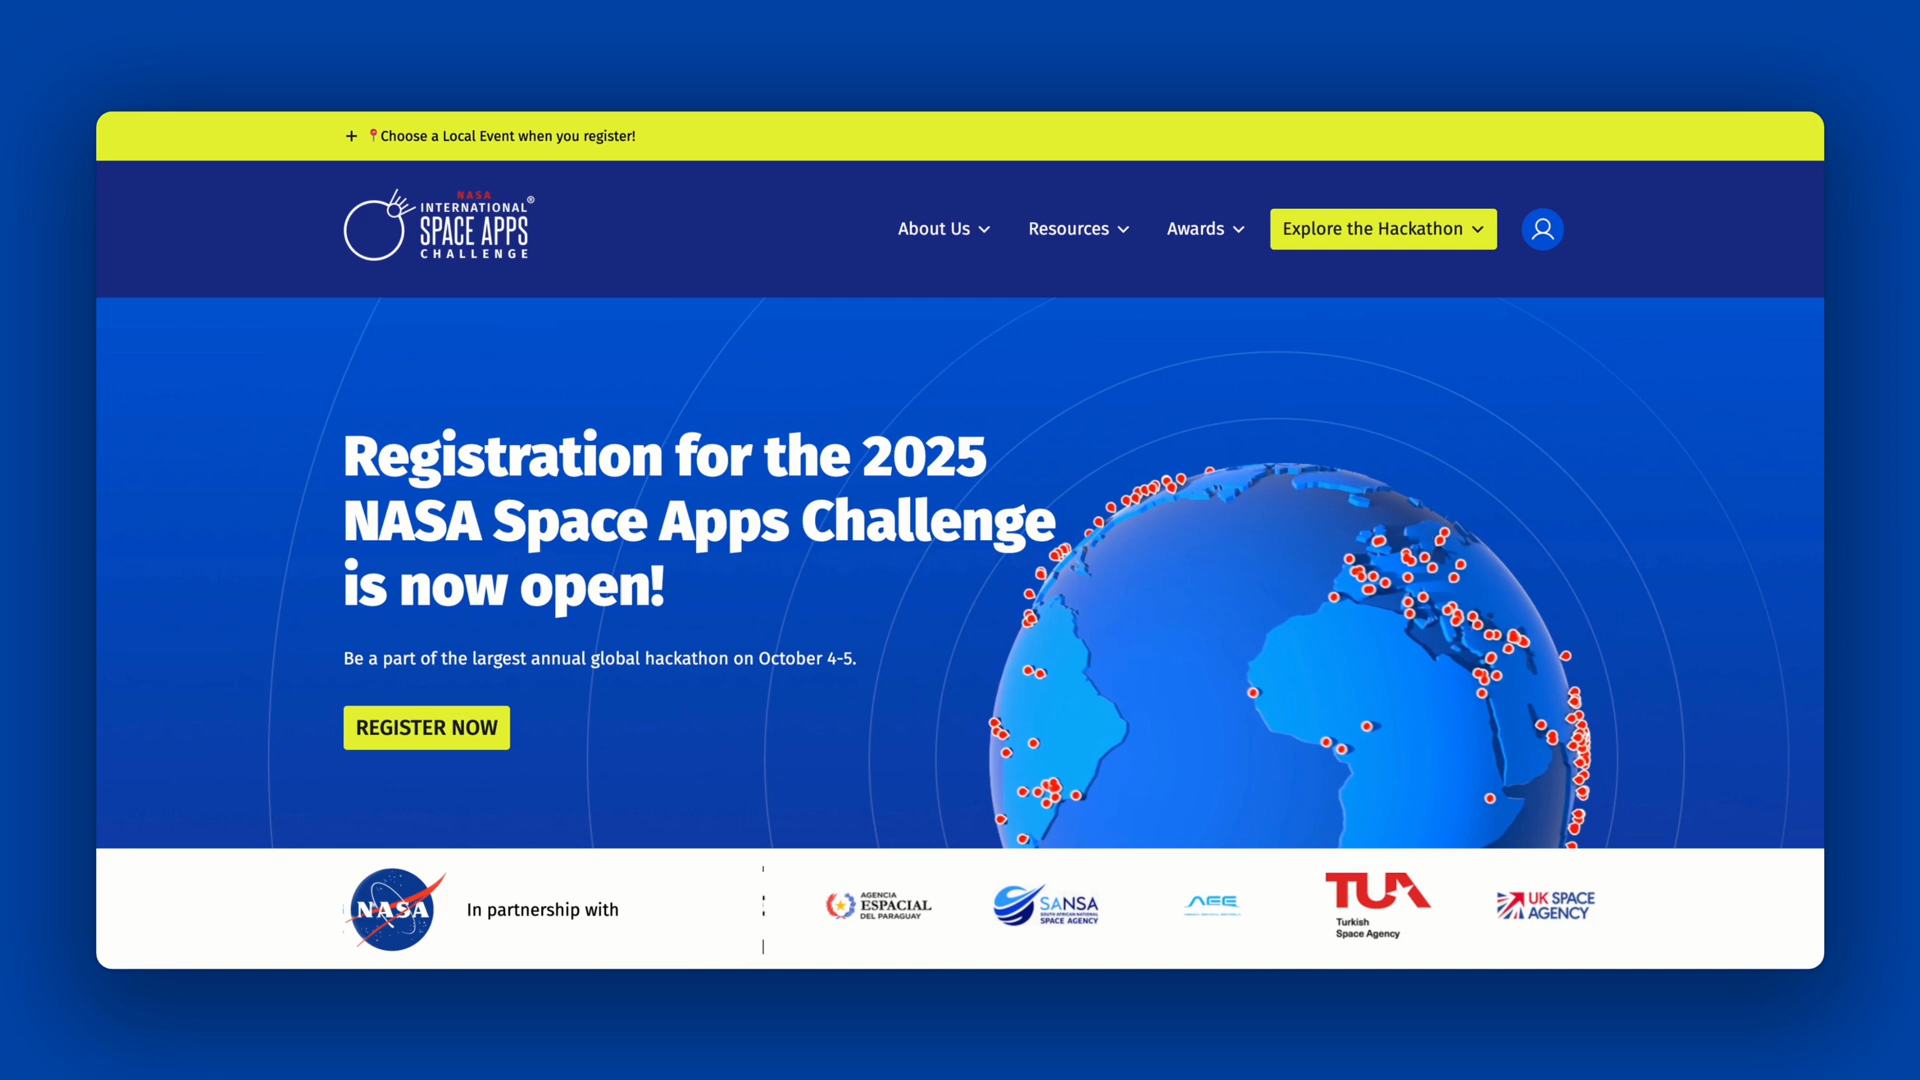 + Choose a Local Event when you register!
NASA
INTERNATIONAL®
SPACE APPS
CHALLENGE
About Us
Resources
Awards
Explore the Hackathon
Registration for the 2025
NASA Space Apps Challenge
is now open!
Be a part of the largest annual global hackathon on October 4-5.
REGISTER NOW
NASA
In partnership with
AGENCIA
ESPACIAL
DEL PARAGUAY
SANSA
SOUTH AFRICAN NATIONAL
SPACE AGENCY
AEE
TUA
Turkish
Space Agency
UK SPACE
AGENCY